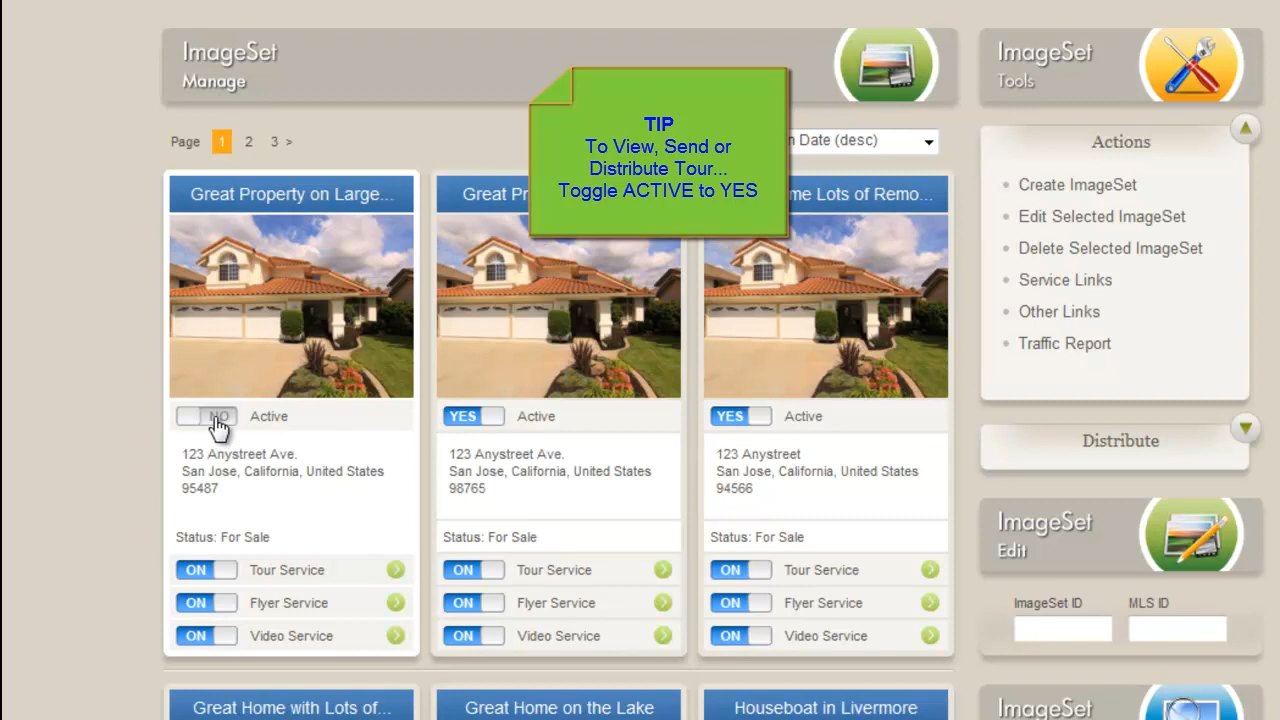 ImageSet
Manage
ImageSet
Tools
TIP
To View, Send or
Distribute Tour...
Toggle ACTIVE to YES
Page 1 2 3 >
n Date (desc)
Actions
Create ImageSet
Edit Selected ImageSet
Delete Selected ImageSet
Service Links
Other Links
Traffic Report
Distribute
Great Property on Large...
NO Active
123 Anystreet Ave.
San Jose, California, United States
95487
Status: For Sale
ON Tour Service
ON Flyer Service
ON Video Service
Great Pr
YES Active
123 Anystreet Ave.
San Jose, California, United States
98765
Status: For Sale
ON Tour Service
ON Flyer Service
ON Video Service
me Lots of Remo...
YES Active
123 Anystreet
San Jose, California, United States
94566
Status: For Sale
ON Tour Service
ON Flyer Service
ON Video Service
ImageSet
Edit
ImageSet ID MLS ID
Great Home with Lots of...
Great Home on the Lake
Houseboat in Livermore
ImageSet